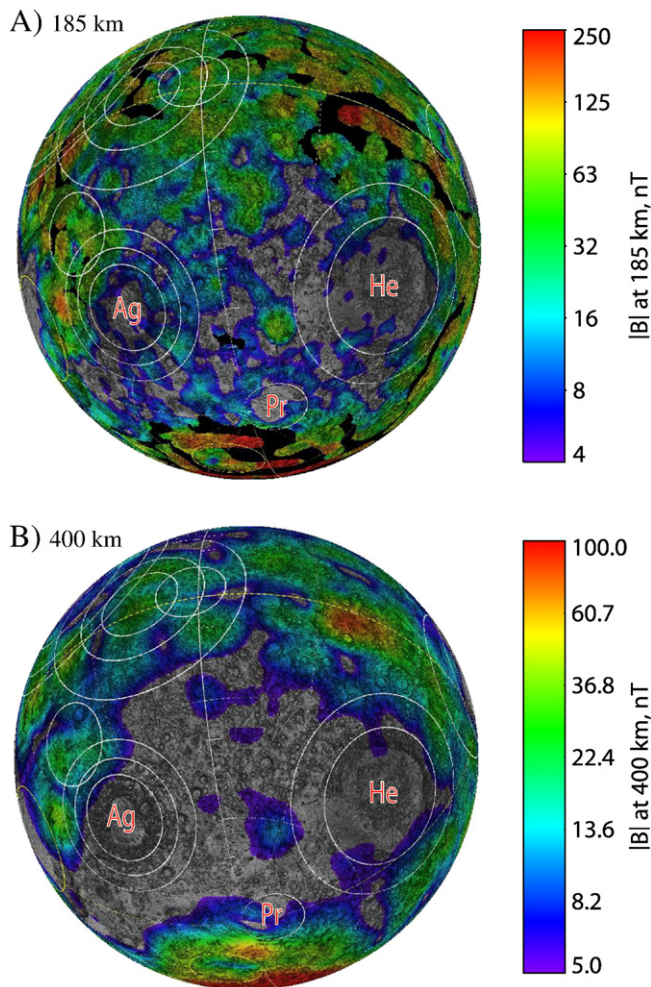 A) 185 km
250
125
63
32
16
8
4
|B| at 185 km, nT
Ag
He
Pr
B) 400 km
100.0
60.7
36.8
22.4
13.6
8.2
5.0
|B| at 400 km, nT
Ag
He
Pr